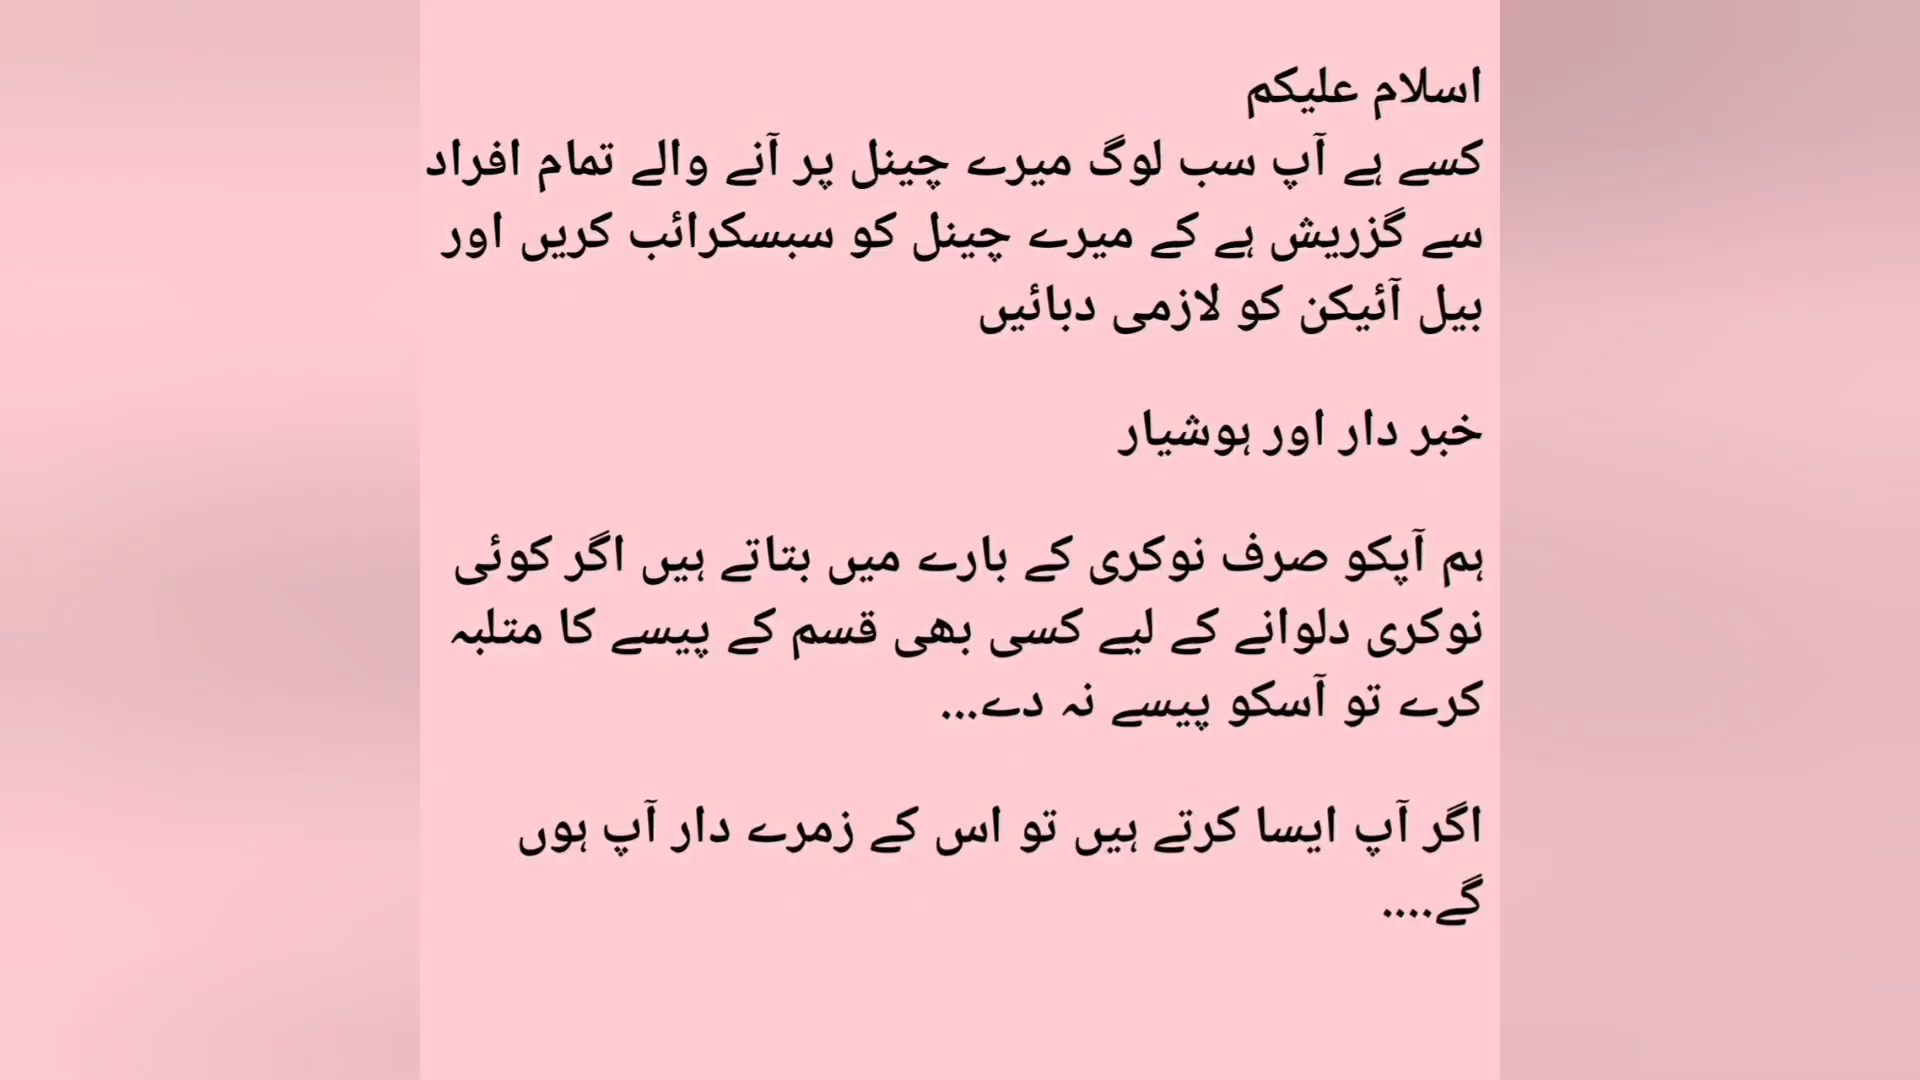 اسلام علیکم
کسے ہے آپ سب لوگ میرے چینل پر آنے والے تمام افراد
سے گزریش ہے کے میرے چینل کو سبسکرائب کریں اور
بیل آئیکن کو لازمی دبائیں
خبر دار اور ہوشیار
ہم آپکو صرف نوکری کے بارے میں بتاتے ہیں اگر کوئی
نوکری دلوانے کے لیے کسی بھی قسم کے پیسے کا متلبہ
کرے تو آسکو پیسے نہ دے...
اگر آپ ایسا کرتے ہیں تو اس کے زمرے دار آپ ہوں
گے....